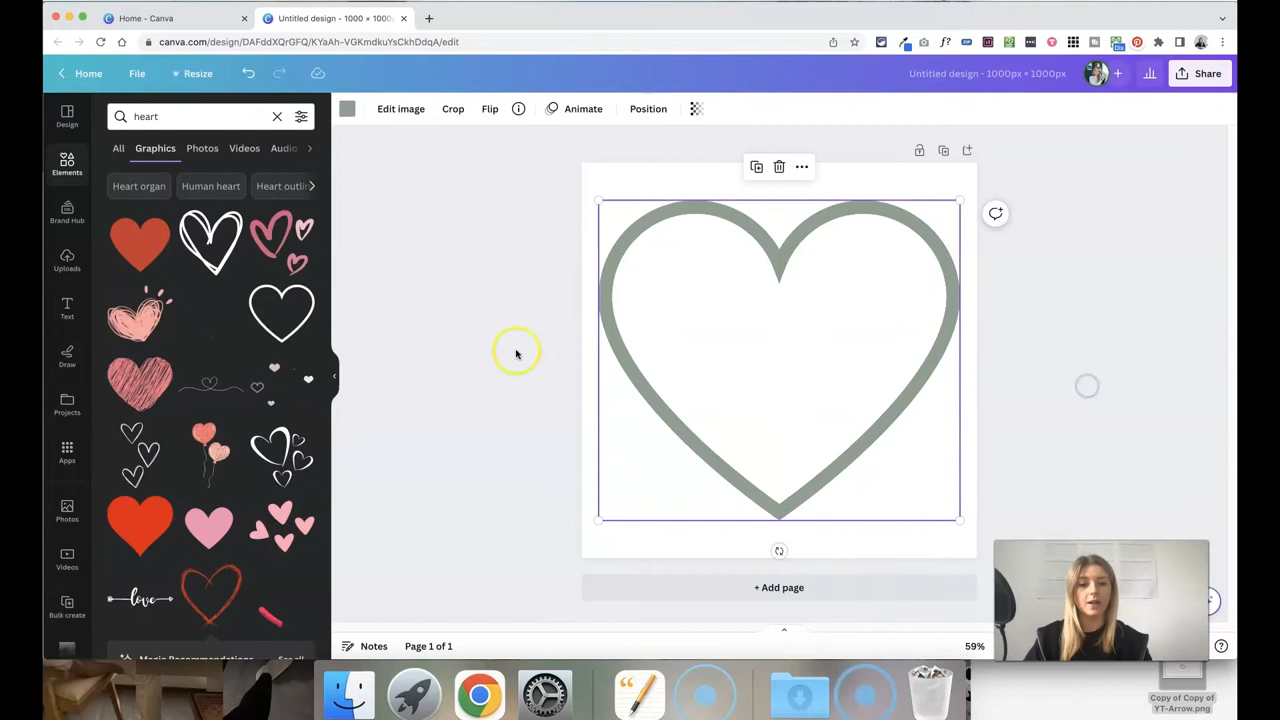 Home - Canva
Untitled design - 1000 × 1000
canva.com/design/DAFddXQrGFQ/KYaAh-VGKmdkuYsCkhDdqA/edit
Home
File
Resize
Untitled design - 1000px × 1000px
Share
Design
heart
Edit image
Crop
Flip
Animate
Position
Elements
All
Graphics
Photos
Videos
Audio
Heart organ
Human heart
Heart outlin
Brand Hub
Uploads
Text
Draw
Projects
Apps
Photos
Videos
Bulk create
love
See all
+ Add page
Notes
Page 1 of 1
59%
Copy of Copy of
YT-Arrow.png